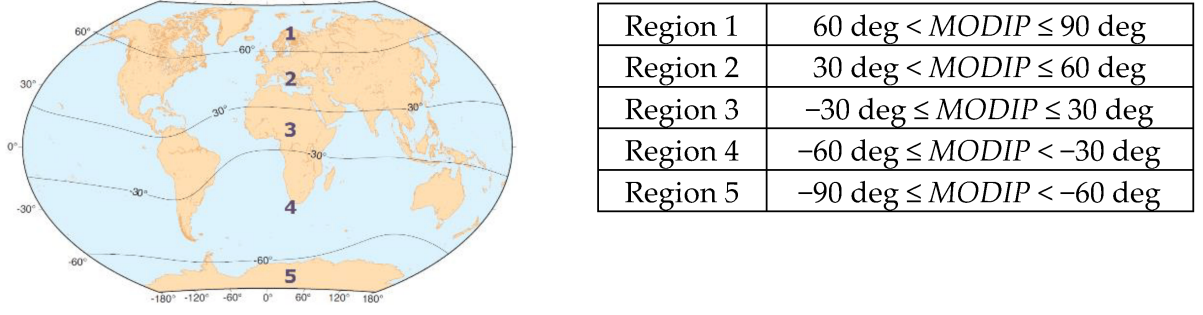 60°
30°
0°
-30°
-60°
1
60°
2
30°
30°
3
-30°
-30°
4
-60°
5
-180° -120° -60° 0° 60° 120° 180°
Region 1 60 deg < MODIP ≤ 90 deg
Region 2 30 deg < MODIP ≤ 60 deg
Region 3 −30 deg ≤ MODIP ≤ 30 deg
Region 4 −60 deg ≤ MODIP < −30 deg
Region 5 −90 deg ≤ MODIP < −60 deg